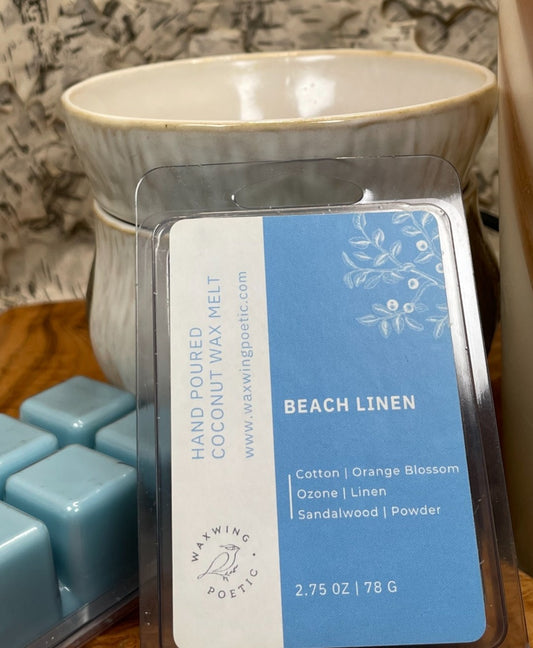 HAND POURED
COCONUT WAX MELT
www.waxwingpoetic.com
BEACH LINEN
Cotton | Orange Blossom
Ozone | Linen
Sandalwood | Powder
WAXWING
POETIC •
2.75 OZ | 78 G